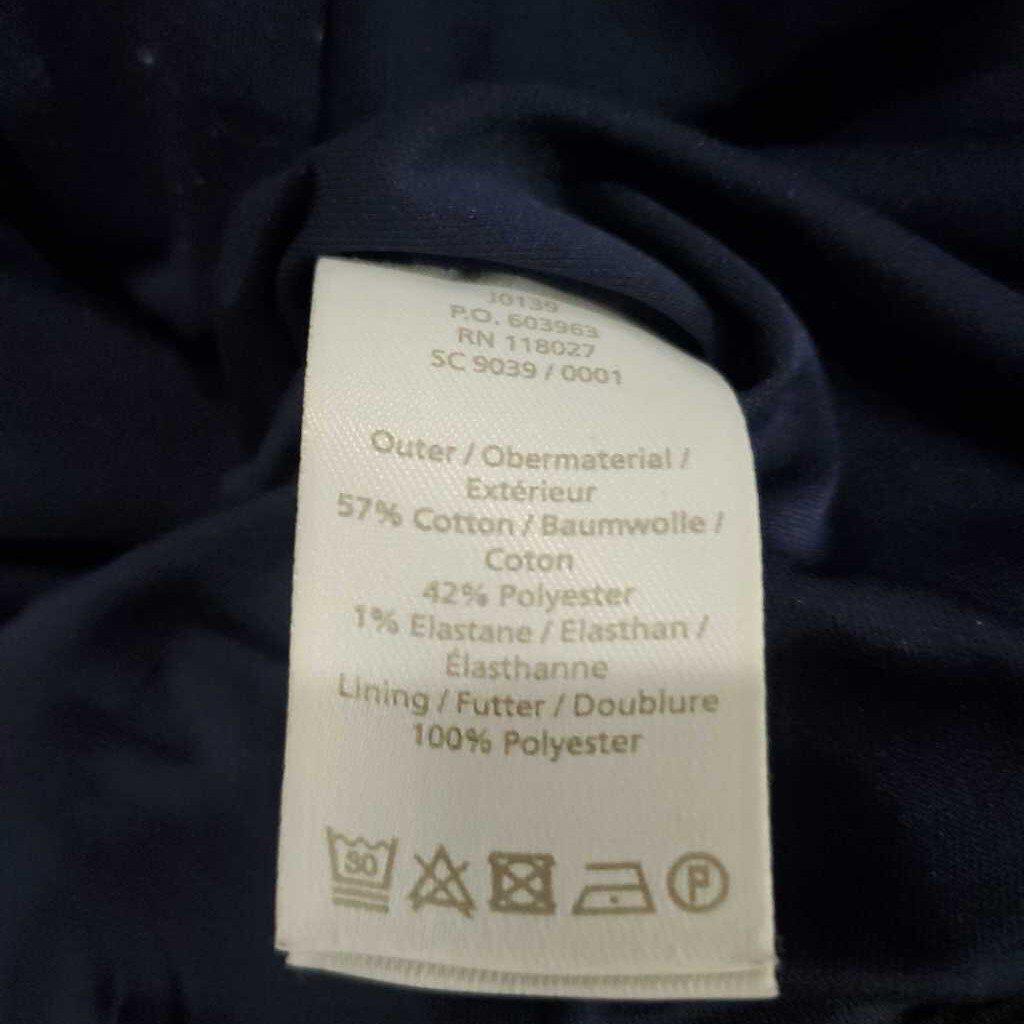 J0139
P.O. 603963
RN 118027
SC 9039 / 0001
Outer / Obermaterial /
Extérieur
57% Cotton / Baumwolle /
Coton
42% Polyester
1% Elastane / Elasthan /
Élasthanne
Lining / Futter / Doublure
100% Polyester
30
P